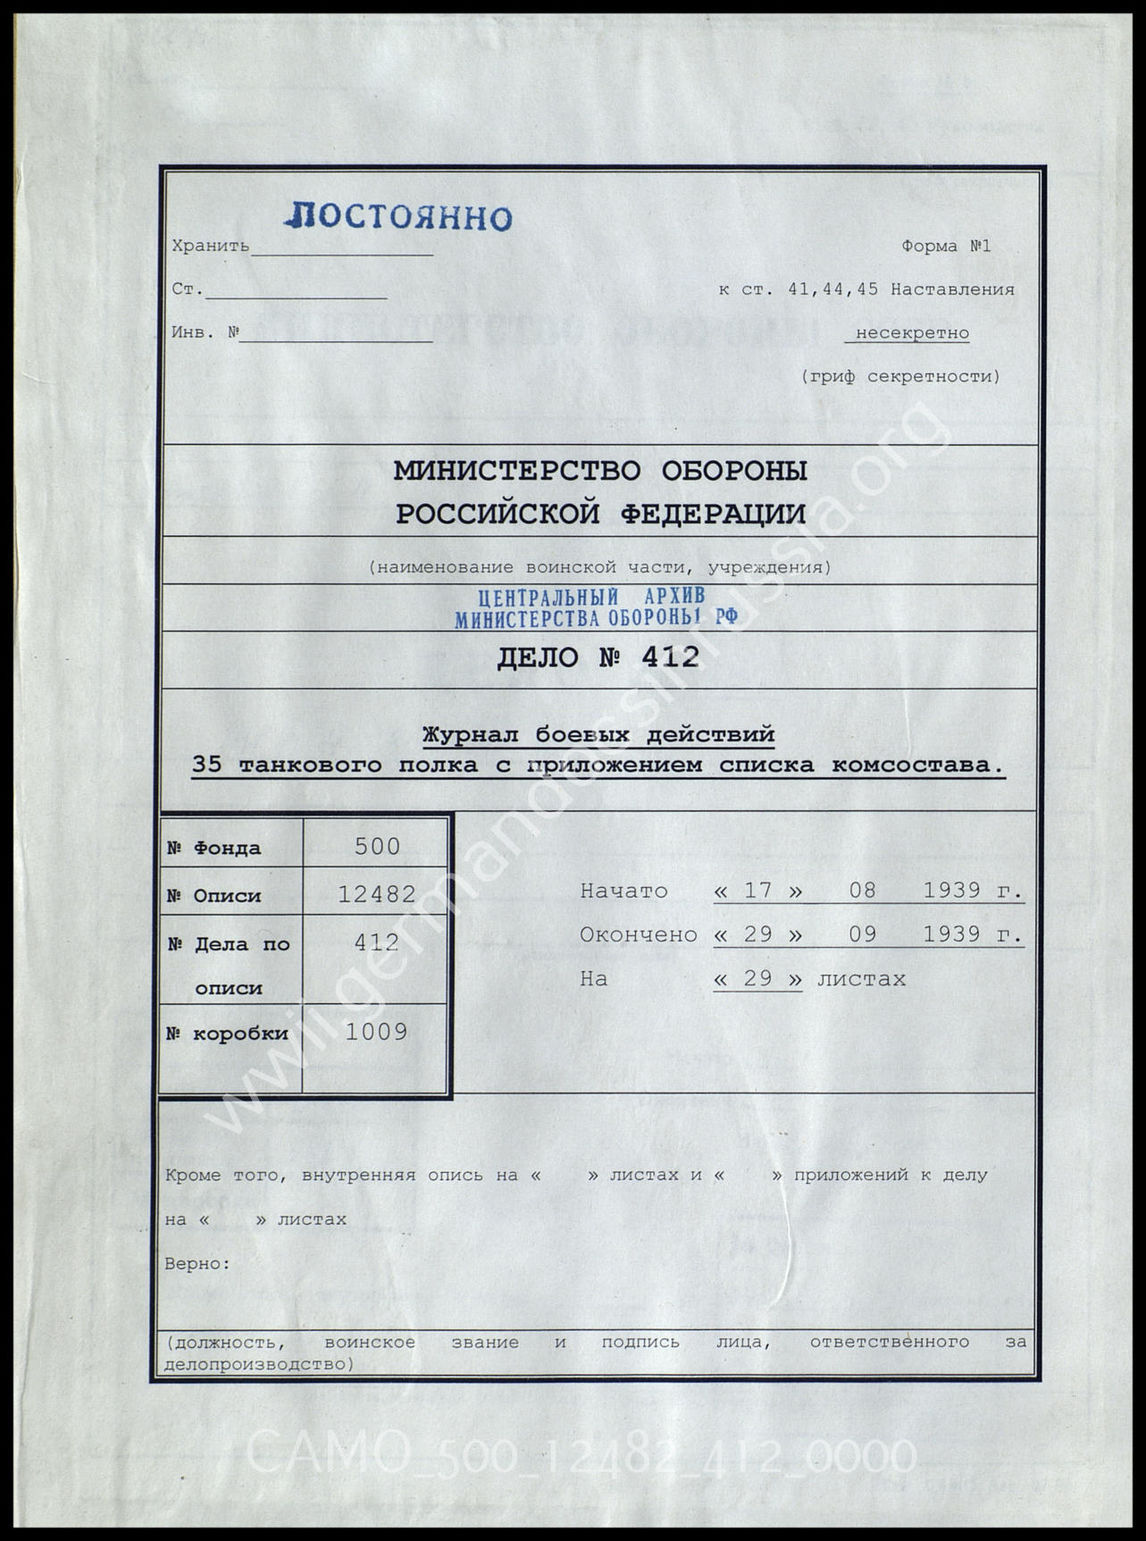 ПОСТОЯННО
Хранить
Форма №1
Ст.
к ст. 41,44,45 Наставления
Инв. №
несекретно
(гриф секретности)
МИНИСТЕРСТВО ОБОРОНЫ
РОССИЙСКОЙ ФЕДЕРАЦИИ
(наименование воинской части, учреждения)
ЦЕНТРАЛЬНЫЙ АРХИВ
МИНИСТЕРСТВА ОБОРОНЫ РФ
ДЕЛО № 412
Журнал боевых действий
35 танкового полка с приложением списка комсостава.
№ Фонда 500
№ Описи 12482
№ Дела по 412
описи
№ коробки 1009
Начато « 17 » 08 1939 г.
Окончено « 29 » 09 1939 г.
На « 29 » листах
Кроме того, внутренняя опись на « » листах и « » приложений к делу
на « » листах
Верно:
(должность, воинское звание и подпись лица, ответственного за
делопроизводство)
wwii.germandocsinrussia.org
CAMO_500_12482_412_0000